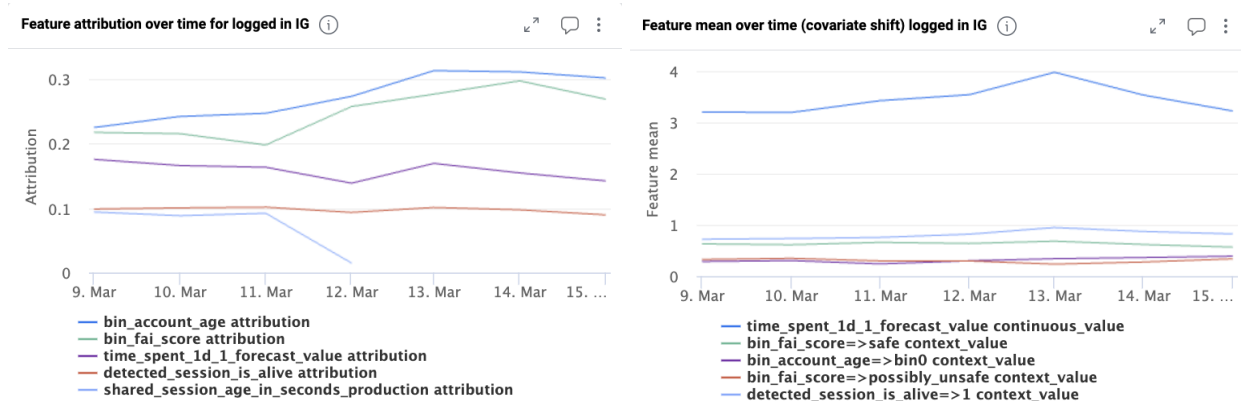 Feature attribution over time for logged in IG
Attribution
0.3
0.2
0.1
0
9. Mar 10. Mar 11. Mar 12. Mar 13. Mar 14. Mar 15. ...
bin_account_age attribution
bin_fai_score attribution
time_spent_1d_1_forecast_value attribution
detected_session_is_alive attribution
shared_session_age_in_seconds_production attribution
Feature mean over time (covariate shift) logged in IG
Feature mean
4
3
2
1
0
9. Mar 10. Mar 11. Mar 12. Mar 13. Mar 14. Mar 15. ...
time_spent_1d_1_forecast_value continuous_value
bin_fai_score=>safe context_value
bin_account_age=>bin0 context_value
bin_fai_score=>possibly_unsafe context_value
detected_session_is_alive=>1 context_value